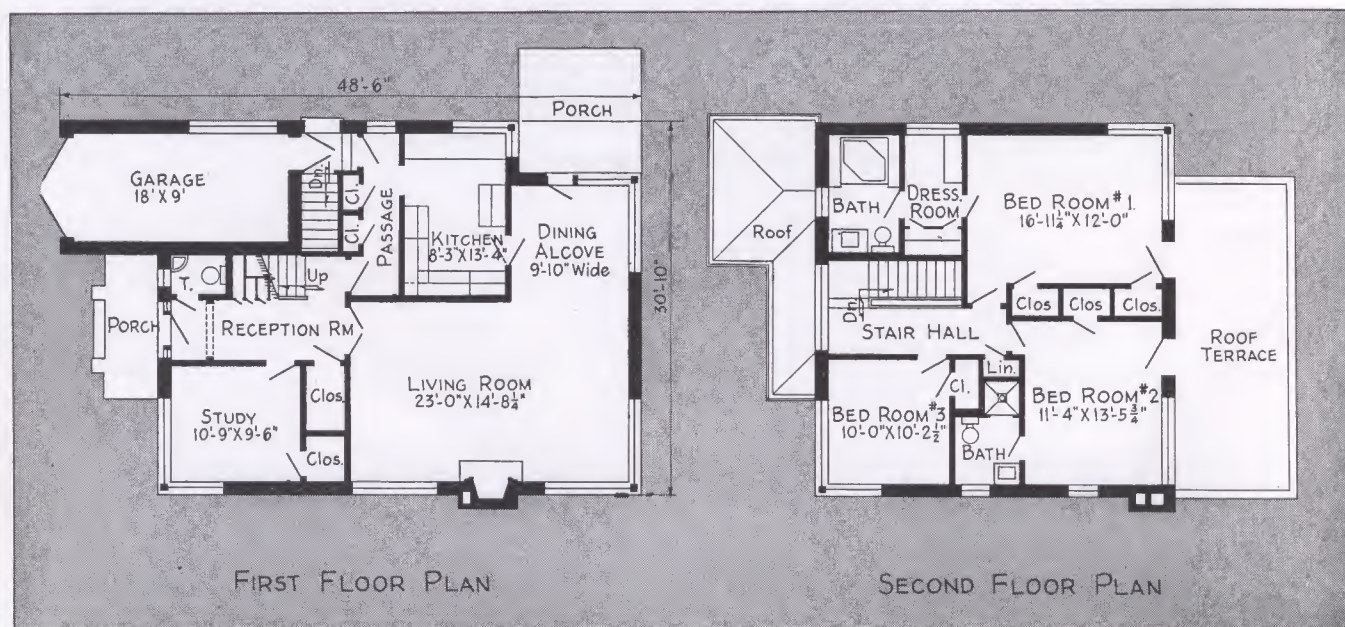 48'-6"
PORCH
GARAGE
18' X 9'
Dn.
Cl.
Cl.
PASSAGE
KITCHEN
8'-3" X 13'-4"
DINING
ALCOVE
9'-10" Wide
30'-10"
T.
Up
PORCH
RECEPTION RM
LIVING ROOM
23'-0" X 14'-8¼"
STUDY
10'-9" X 9'-6"
Clos.
Clos.
FIRST FLOOR PLAN
Roof
BATH
DRESS.
ROOM
BED ROOM #1
16'-11¼" X 12'-0"
Dn.
STAIR HALL
Clos
Clos
Clos.
ROOF
TERRACE
Lin.
Cl.
BED ROOM #3
10'-0" X 10'-2½"
BATH
BED ROOM #2
11'-4" X 13'-5¾"
SECOND FLOOR PLAN